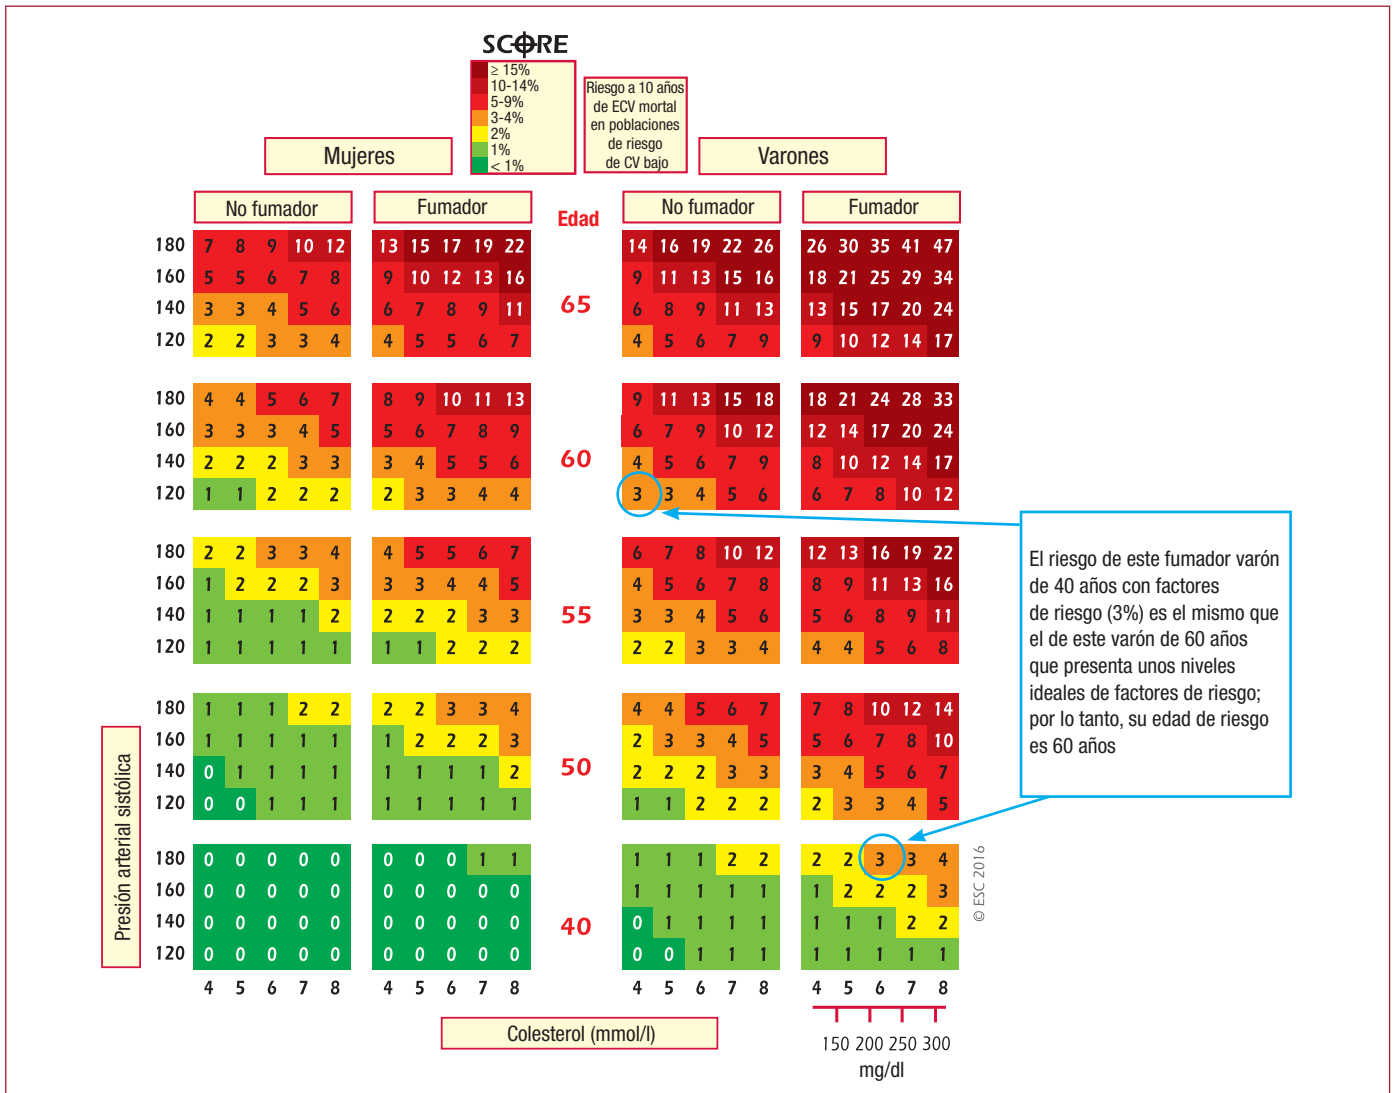 SCORE
≥ 15%
10-14%
5-9%
3-4%
2%
1%
< 1%
Riesgo a 10 años
de ECV mortal
en poblaciones
de riesgo
de CV bajo
Mujeres
Varones
No fumador
Fumador
Edad
No fumador
Fumador
180 7 8 9 10 12 13 15 17 19 22 14 16 19 22 26 26 30 35 41 47
160 5 5 6 7 8 9 10 12 13 16 9 11 13 15 16 18 21 25 29 34
65
140 3 3 4 5 6 6 7 8 9 11 6 8 9 11 13 13 15 17 20 24
120 2 2 3 3 4 4 5 5 6 7 4 5 6 7 9 9 10 12 14 17
180 4 4 5 6 7 8 9 10 11 13 9 11 13 15 18 18 21 24 28 33
160 3 3 3 4 5 5 6 7 8 9 6 7 9 10 12 12 14 17 20 24
60
140 2 2 2 3 3 3 4 5 5 6 4 5 6 7 9 8 10 12 14 17
120 1 1 2 2 2 2 3 3 4 4 3 3 4 5 6 6 7 8 10 12
180 2 2 3 3 4 4 5 5 6 7 6 7 8 10 12 12 13 16 19 22
160 1 2 2 2 3 3 3 4 4 5 4 5 6 7 8 8 9 11 13 16
55
140 1 1 1 1 2 2 2 2 3 3 3 3 4 5 6 5 6 8 9 11
120 1 1 1 1 1 1 1 2 2 2 2 2 3 3 4 4 4 5 6 8
180 1 1 1 2 2 2 2 3 3 4 4 4 5 6 7 7 8 10 12 14
160 1 1 1 1 1 1 2 2 2 3 2 3 3 4 5 5 6 7 8 10
50
140 0 1 1 1 1 1 1 1 1 2 2 2 2 3 3 3 4 5 6 7
120 0 0 1 1 1 1 1 1 1 1 1 1 2 2 2 2 3 3 4 5
180 0 0 0 0 0 0 0 0 1 1 1 1 1 2 2 2 2 3 3 4
160 0 0 0 0 0 0 0 0 0 0 1 1 1 1 1 1 2 2 2 3
40
140 0 0 0 0 0 0 0 0 0 0 0 1 1 1 1 1 1 1 2 2
120 0 0 0 0 0 0 0 0 0 0 0 0 1 1 1 1 1 1 1 1
4 5 6 7 8 4 5 6 7 8 4 5 6 7 8 4 5 6 7 8
Presión arterial sistólica
Colesterol (mmol/l)
150 200 250 300
mg/dl
El riesgo de este fumador varón
de 40 años con factores
de riesgo (3%) es el mismo que
el de este varón de 60 años
que presenta unos niveles
ideales de factores de riesgo;
por lo tanto, su edad de riesgo
es 60 años
© ESC 2016